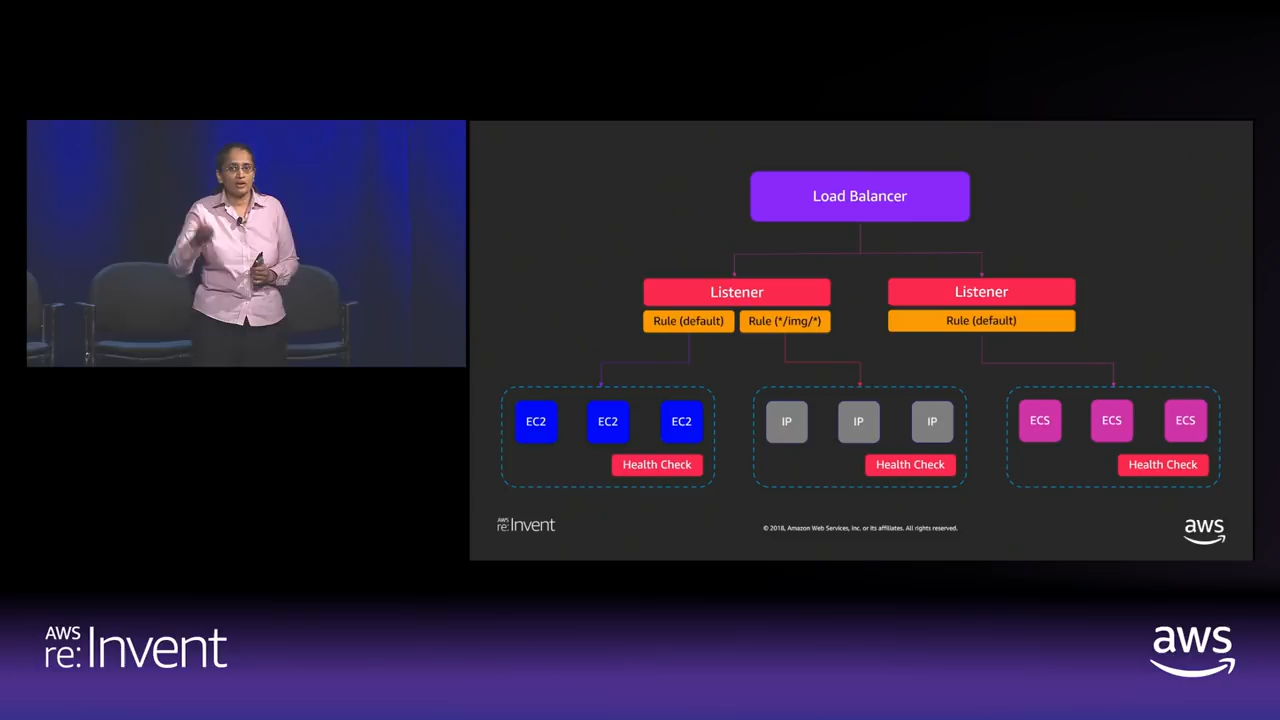 Load Balancer
Listener
Listener
Rule (default)
Rule (*/img/*)
Rule (default)
EC2
EC2
EC2
IP
IP
IP
ECS
ECS
ECS
Health Check
Health Check
Health Check
AWS
re:Invent
© 2018, Amazon Web Services, Inc. or its affiliates. All rights reserved.
aws
AWS
re:Invent
aws